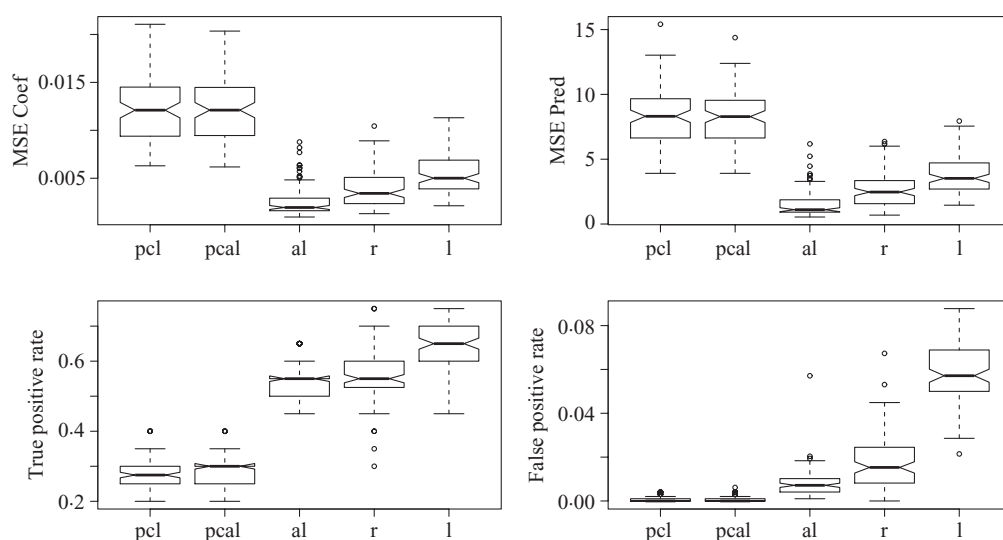 MSE Coef
0·015
0·005
pcl pcal al r l
MSE Pred
15
10
5
0
pcl pcal al r l
True positive rate
0·6
0·4
0·2
pcl pcal al r l
False positive rate
0·08
0·04
0·00
pcl pcal al r l